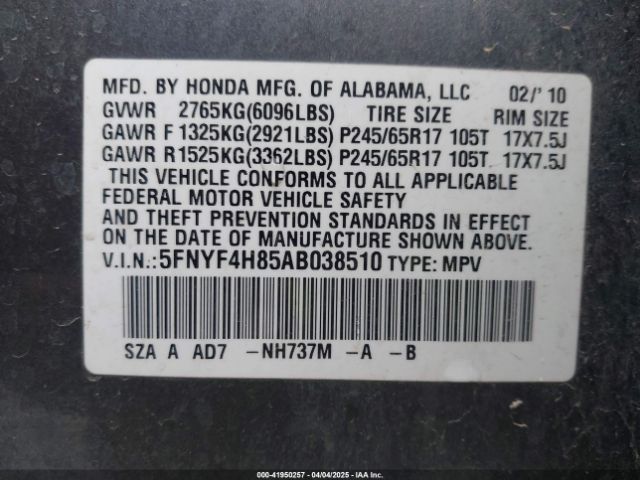 MFD. BY HONDA MFG. OF ALABAMA, LLC 02/' 10
GVWR 2765KG(6096LBS) TIRE SIZE RIM SIZE
GAWR F 1325KG(2921LBS) P245/65R17 105T 17X7.5J
GAWR R1525KG(3362LBS) P245/65R17 105T 17X7.5J
THIS VEHICLE CONFORMS TO ALL APPLICABLE
FEDERAL MOTOR VEHICLE SAFETY
AND THEFT PREVENTION STANDARDS IN EFFECT
ON THE DATE OF MANUFACTURE SHOWN ABOVE.
V.I.N.:5FNYF4H85AB038510 TYPE: MPV
SZA A AD7 -NH737M -A -B
000-41950257 - 04/04/2025 - IAA Inc.